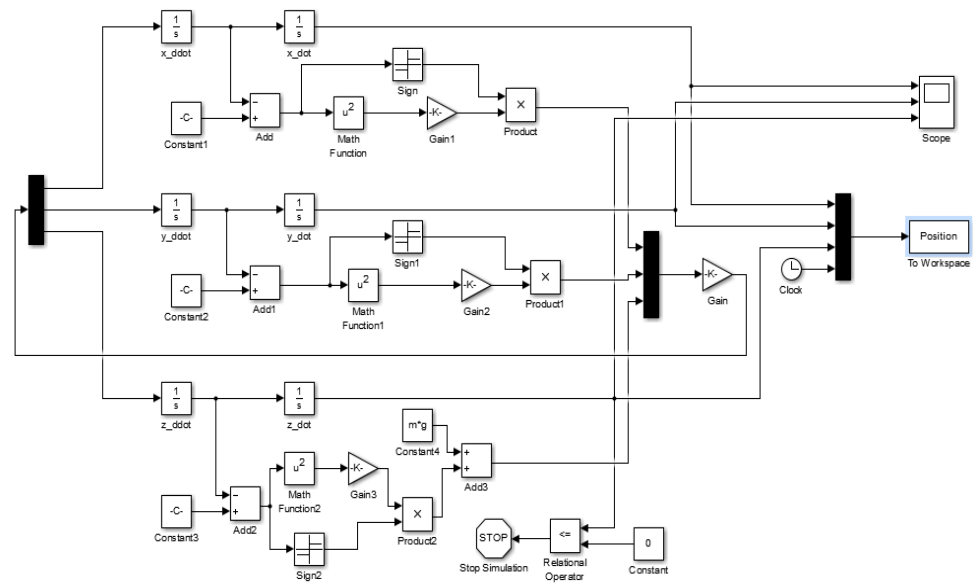 1
s
x_ddot
1
s
x_dot
Sign
-C-
Constant1
−
+
Add
u²
Math
Function
-K-
Gain1
×
Product
Scope
1
s
y_ddot
1
s
y_dot
Sign1
-C-
Constant2
−
+
Add1
u²
Math
Function1
-K-
Gain2
×
Product1
-K-
Gain
Clock
Position
To Workspace
1
s
z_ddot
1
s
z_dot
m*g
Constant4
+
+
Add3
-C-
Constant3
−
+
Add2
u²
Math
Function2
-K-
Gain3
×
Product2
Sign2
STOP
Stop Simulation
<=
Relational
Operator
0
Constant